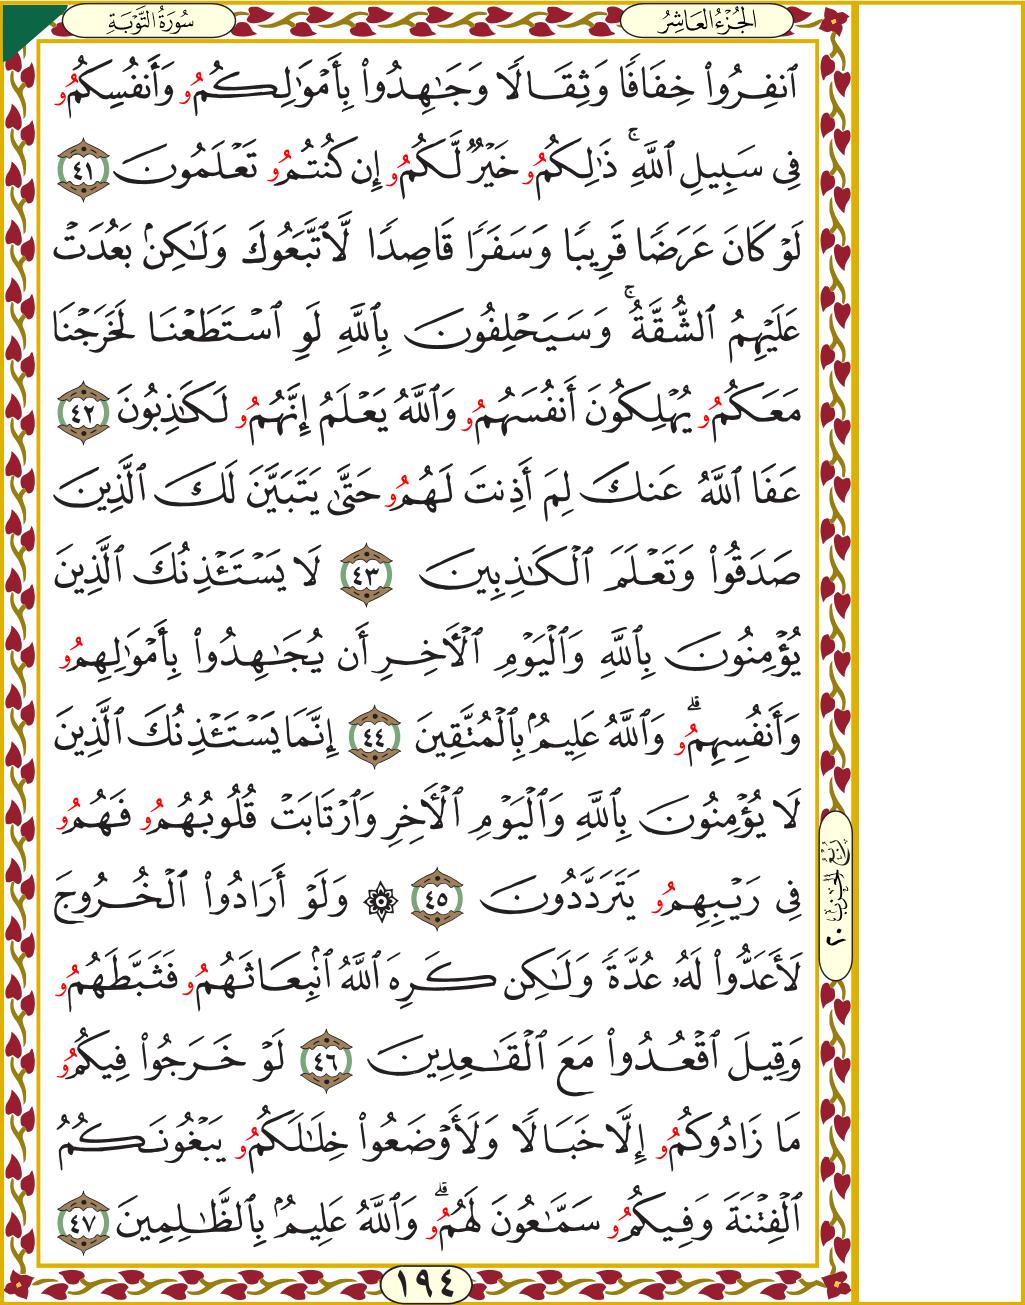 سُورَةُ التَّوْبَةِ
الجُزْءُ العَاشِرُ
ٱنفِرُوا۟ خِفَافًا وَثِقَالًا وَجَٰهِدُوا۟ بِأَمْوَٰلِكُمُۥ وَأَنفُسِكُمُۥ
فِى سَبِيلِ ٱللَّهِ ۚ ذَٰلِكُمُۥ خَيْرٌ لَّكُمُۥ إِن كُنتُمُۥ تَعْلَمُونَ ٤١
لَوْ كَانَ عَرَضًا قَرِيبًا وَسَفَرًا قَاصِدًا لَّٱتَّبَعُوكَ وَلَٰكِنۢ بَعُدَتْ
عَلَيْهِمُ ٱلشُّقَّةُ ۚ وَسَيَحْلِفُونَ بِٱللَّهِ لَوِ ٱسْتَطَعْنَا لَخَرَجْنَا
مَعَكُمُۥ يُهْلِكُونَ أَنفُسَهُمُۥ وَٱللَّهُ يَعْلَمُ إِنَّهُمُۥ لَكَٰذِبُونَ ٤٢
عَفَا ٱللَّهُ عَنكَ لِمَ أَذِنتَ لَهُمُۥ حَتَّىٰ يَتَبَيَّنَ لَكَ ٱلَّذِينَ
صَدَقُوا۟ وَتَعْلَمَ ٱلْكَٰذِبِينَ ٤٣ لَا يَسْتَـْٔذِنُكَ ٱلَّذِينَ
يُؤْمِنُونَ بِٱللَّهِ وَٱلْيَوْمِ ٱلْـَٔاخِرِ أَن يُجَٰهِدُوا۟ بِأَمْوَٰلِهِمُۥ
وَأَنفُسِهِمُۥ ۗ وَٱللَّهُ عَلِيمٌۢ بِٱلْمُتَّقِينَ ٤٤ إِنَّمَا يَسْتَـْٔذِنُكَ ٱلَّذِينَ
لَا يُؤْمِنُونَ بِٱللَّهِ وَٱلْيَوْمِ ٱلْـَٔاخِرِ وَٱرْتَابَتْ قُلُوبُهُمُۥ فَهُمُۥ
فِى رَيْبِهِمُۥ يَتَرَدَّدُونَ ٤٥ ۞ وَلَوْ أَرَادُوا۟ ٱلْخُرُوجَ
لَأَعَدُّوا۟ لَهُۥ عُدَّةً وَلَٰكِن كَرِهَ ٱللَّهُ ٱنۢبِعَاثَهُمُۥ فَثَبَّطَهُمُۥ
وَقِيلَ ٱقْعُدُوا۟ مَعَ ٱلْقَٰعِدِينَ ٤٦ لَوْ خَرَجُوا۟ فِيكُمُۥ
مَا زَادُوكُمُۥ إِلَّا خَبَالًا وَلَأَوْضَعُوا۟ خِلَٰلَكُمُۥ يَبْغُونَكُمُ
ٱلْفِتْنَةَ وَفِيكُمُۥ سَمَّٰعُونَ لَهُمُۥ ۗ وَٱللَّهُ عَلِيمٌۢ بِٱلظَّٰلِمِينَ ٤٧
رُبْعُ الحِزْبِ ٢٠
١٩٤